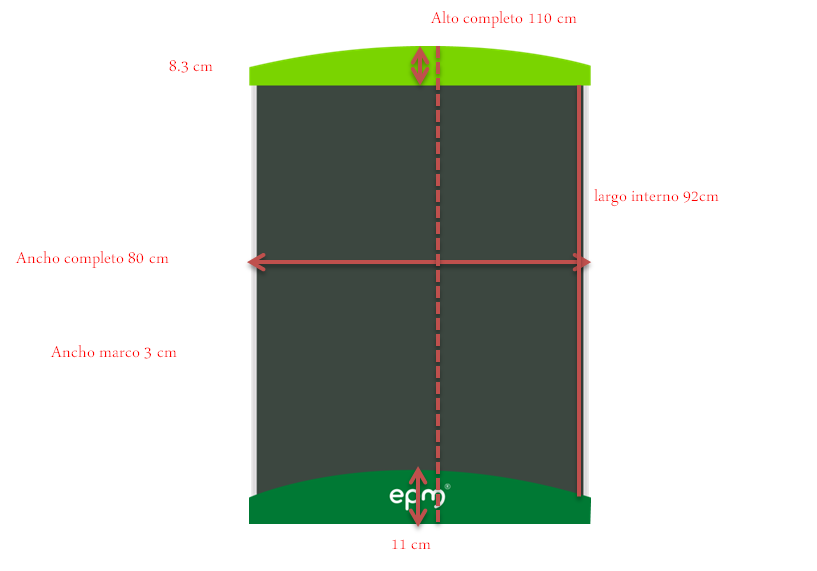 Alto completo 110 cm
8.3 cm
largo interno 92cm
Ancho completo 80 cm
Ancho marco 3 cm
epm®
11 cm